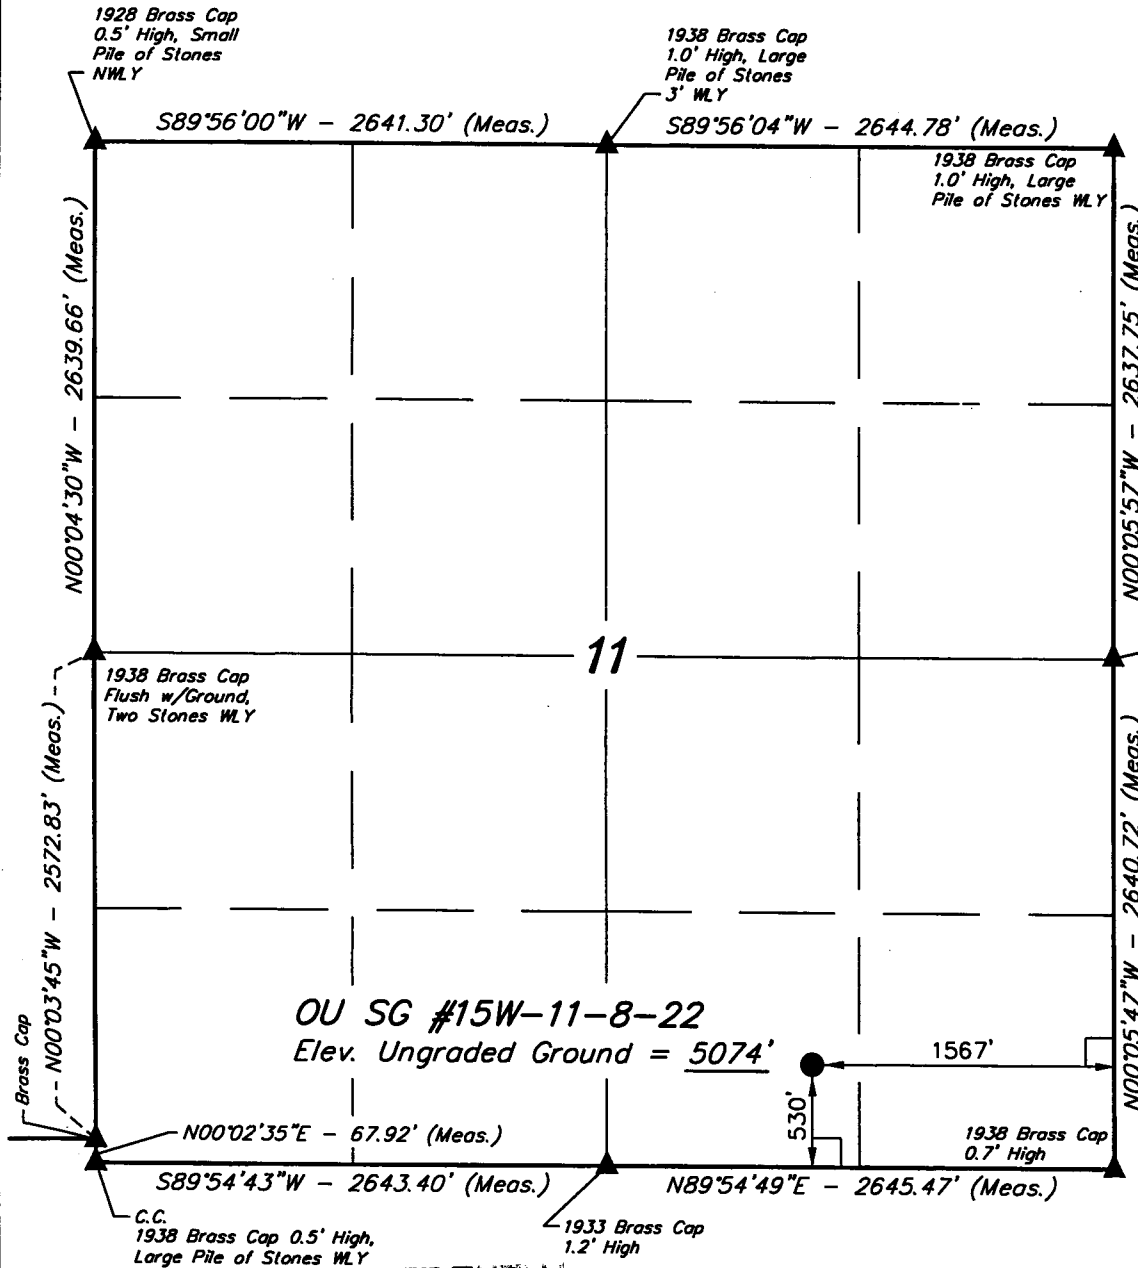 1928 Brass Cap
0.5' High, Small
Pile of Stones
NWLY
1938 Brass Cap
1.0' High, Large
Pile of Stones
3' WLY
S89°56'00"W - 2641.30' (Meas.)
S89°56'04"W - 2644.78' (Meas.)
1938 Brass Cap
1.0' High, Large
Pile of Stones WLY
N00°04'30"W - 2639.66' (Meas.)
N00°05'57"W - 2637.75' (Meas.)
11
1938 Brass Cap
Flush w/Ground,
Two Stones WLY
N00°03'45"W - 2572.83' (Meas.)
N00°05'47"W - 2640.72' (Meas.)
OU SG #15W-11-8-22
Elev. Ungraded Ground = 5074'
1567'
530'
Brass Cap
N00°02'35"E - 67.92' (Meas.)
1938 Brass Cap
0.7' High
S89°54'43"W - 2643.40' (Meas.)
N89°54'49"E - 2645.47' (Meas.)
C.C.
1938 Brass Cap 0.5' High,
Large Pile of Stones WLY
1933 Brass Cap
1.2' High